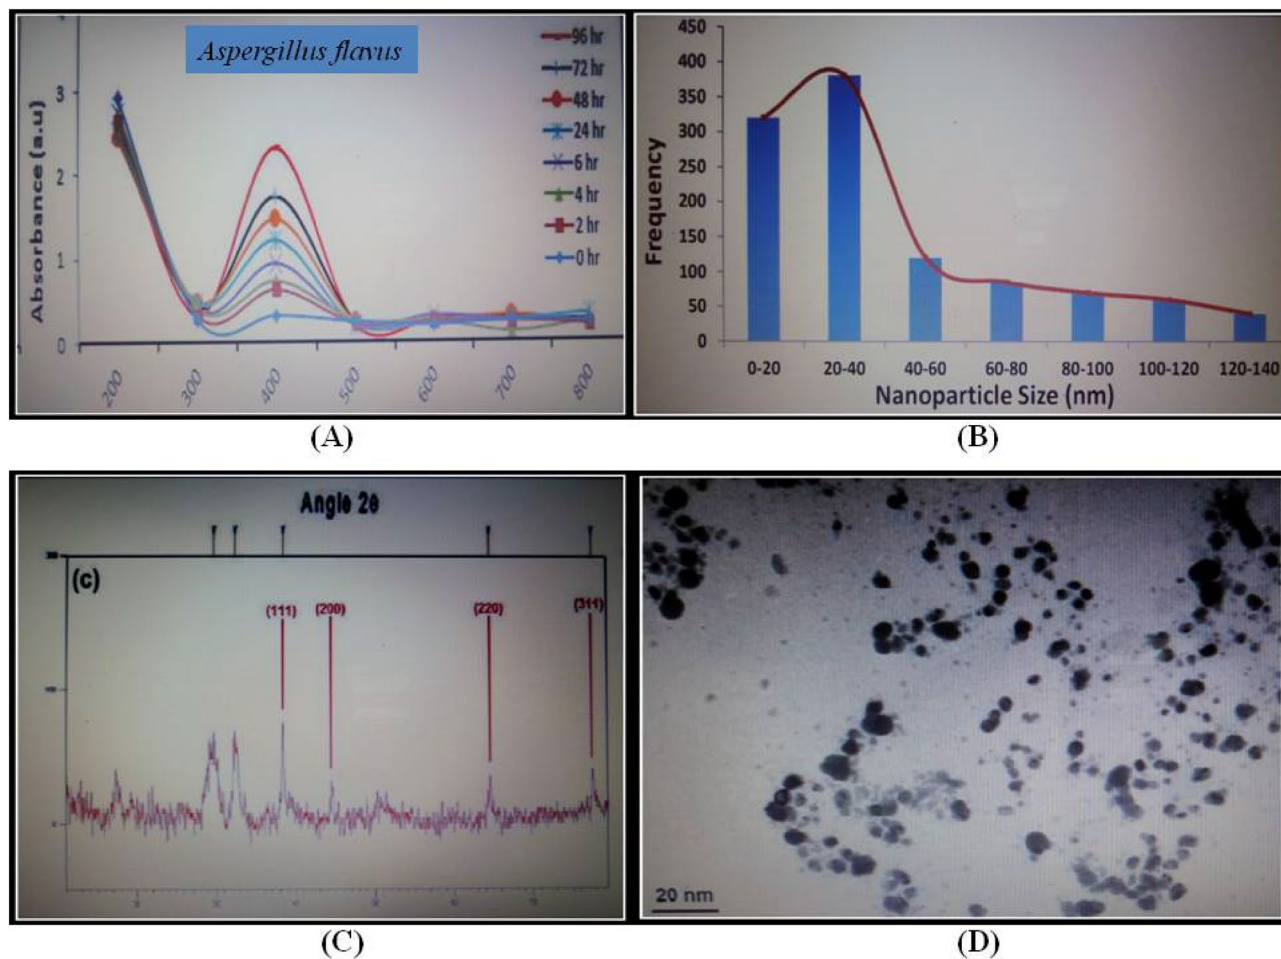 Aspergillus flavus
96 hr
72 hr
48 hr
24 hr
6 hr
4 hr
2 hr
0 hr
Absorbance (a.u)
3
2
1
0
200
300
400
500
600
700
800
(A)
450
400
350
300
250
200
150
100
50
0
Frequency
0-20
20-40
40-60
60-80
80-100
100-120
120-140
Nanoparticle Size (nm)
(B)
Angle 2θ
(c)
(111)
(200)
(220)
(311)
(C)
20 nm
(D)